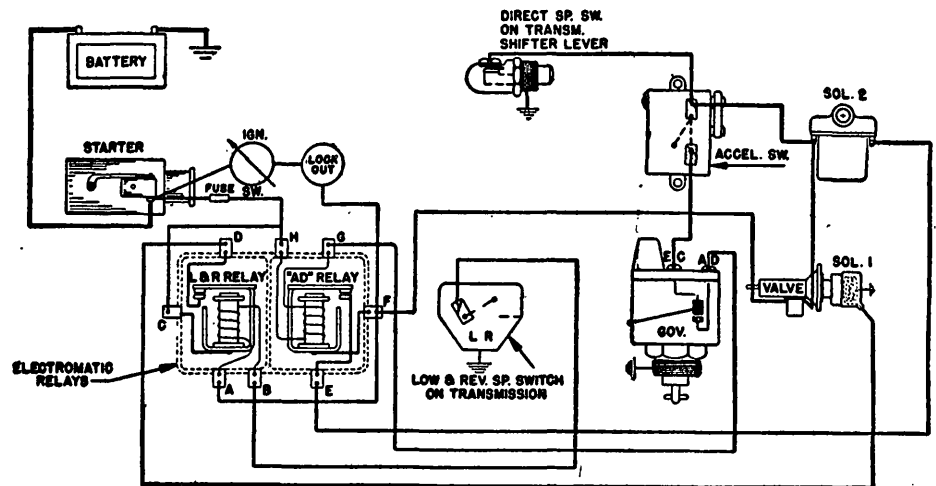 DIRECT SP. SW.
ON TRANSM.
SHIFTER LEVER
BATTERY
SOL. 2
IGN.
STARTER
LOCK
OUT
ACCEL. SW.
FUSE
SW.
D
H
G
E
C
A
D
SOL. 1
L & R RELAY
"AD" RELAY
VALVE
C
F
L R
GOV.
ELECTROMATIC
RELAYS
A
B
E
LOW & REV. SP. SWITCH
ON TRANSMISSION